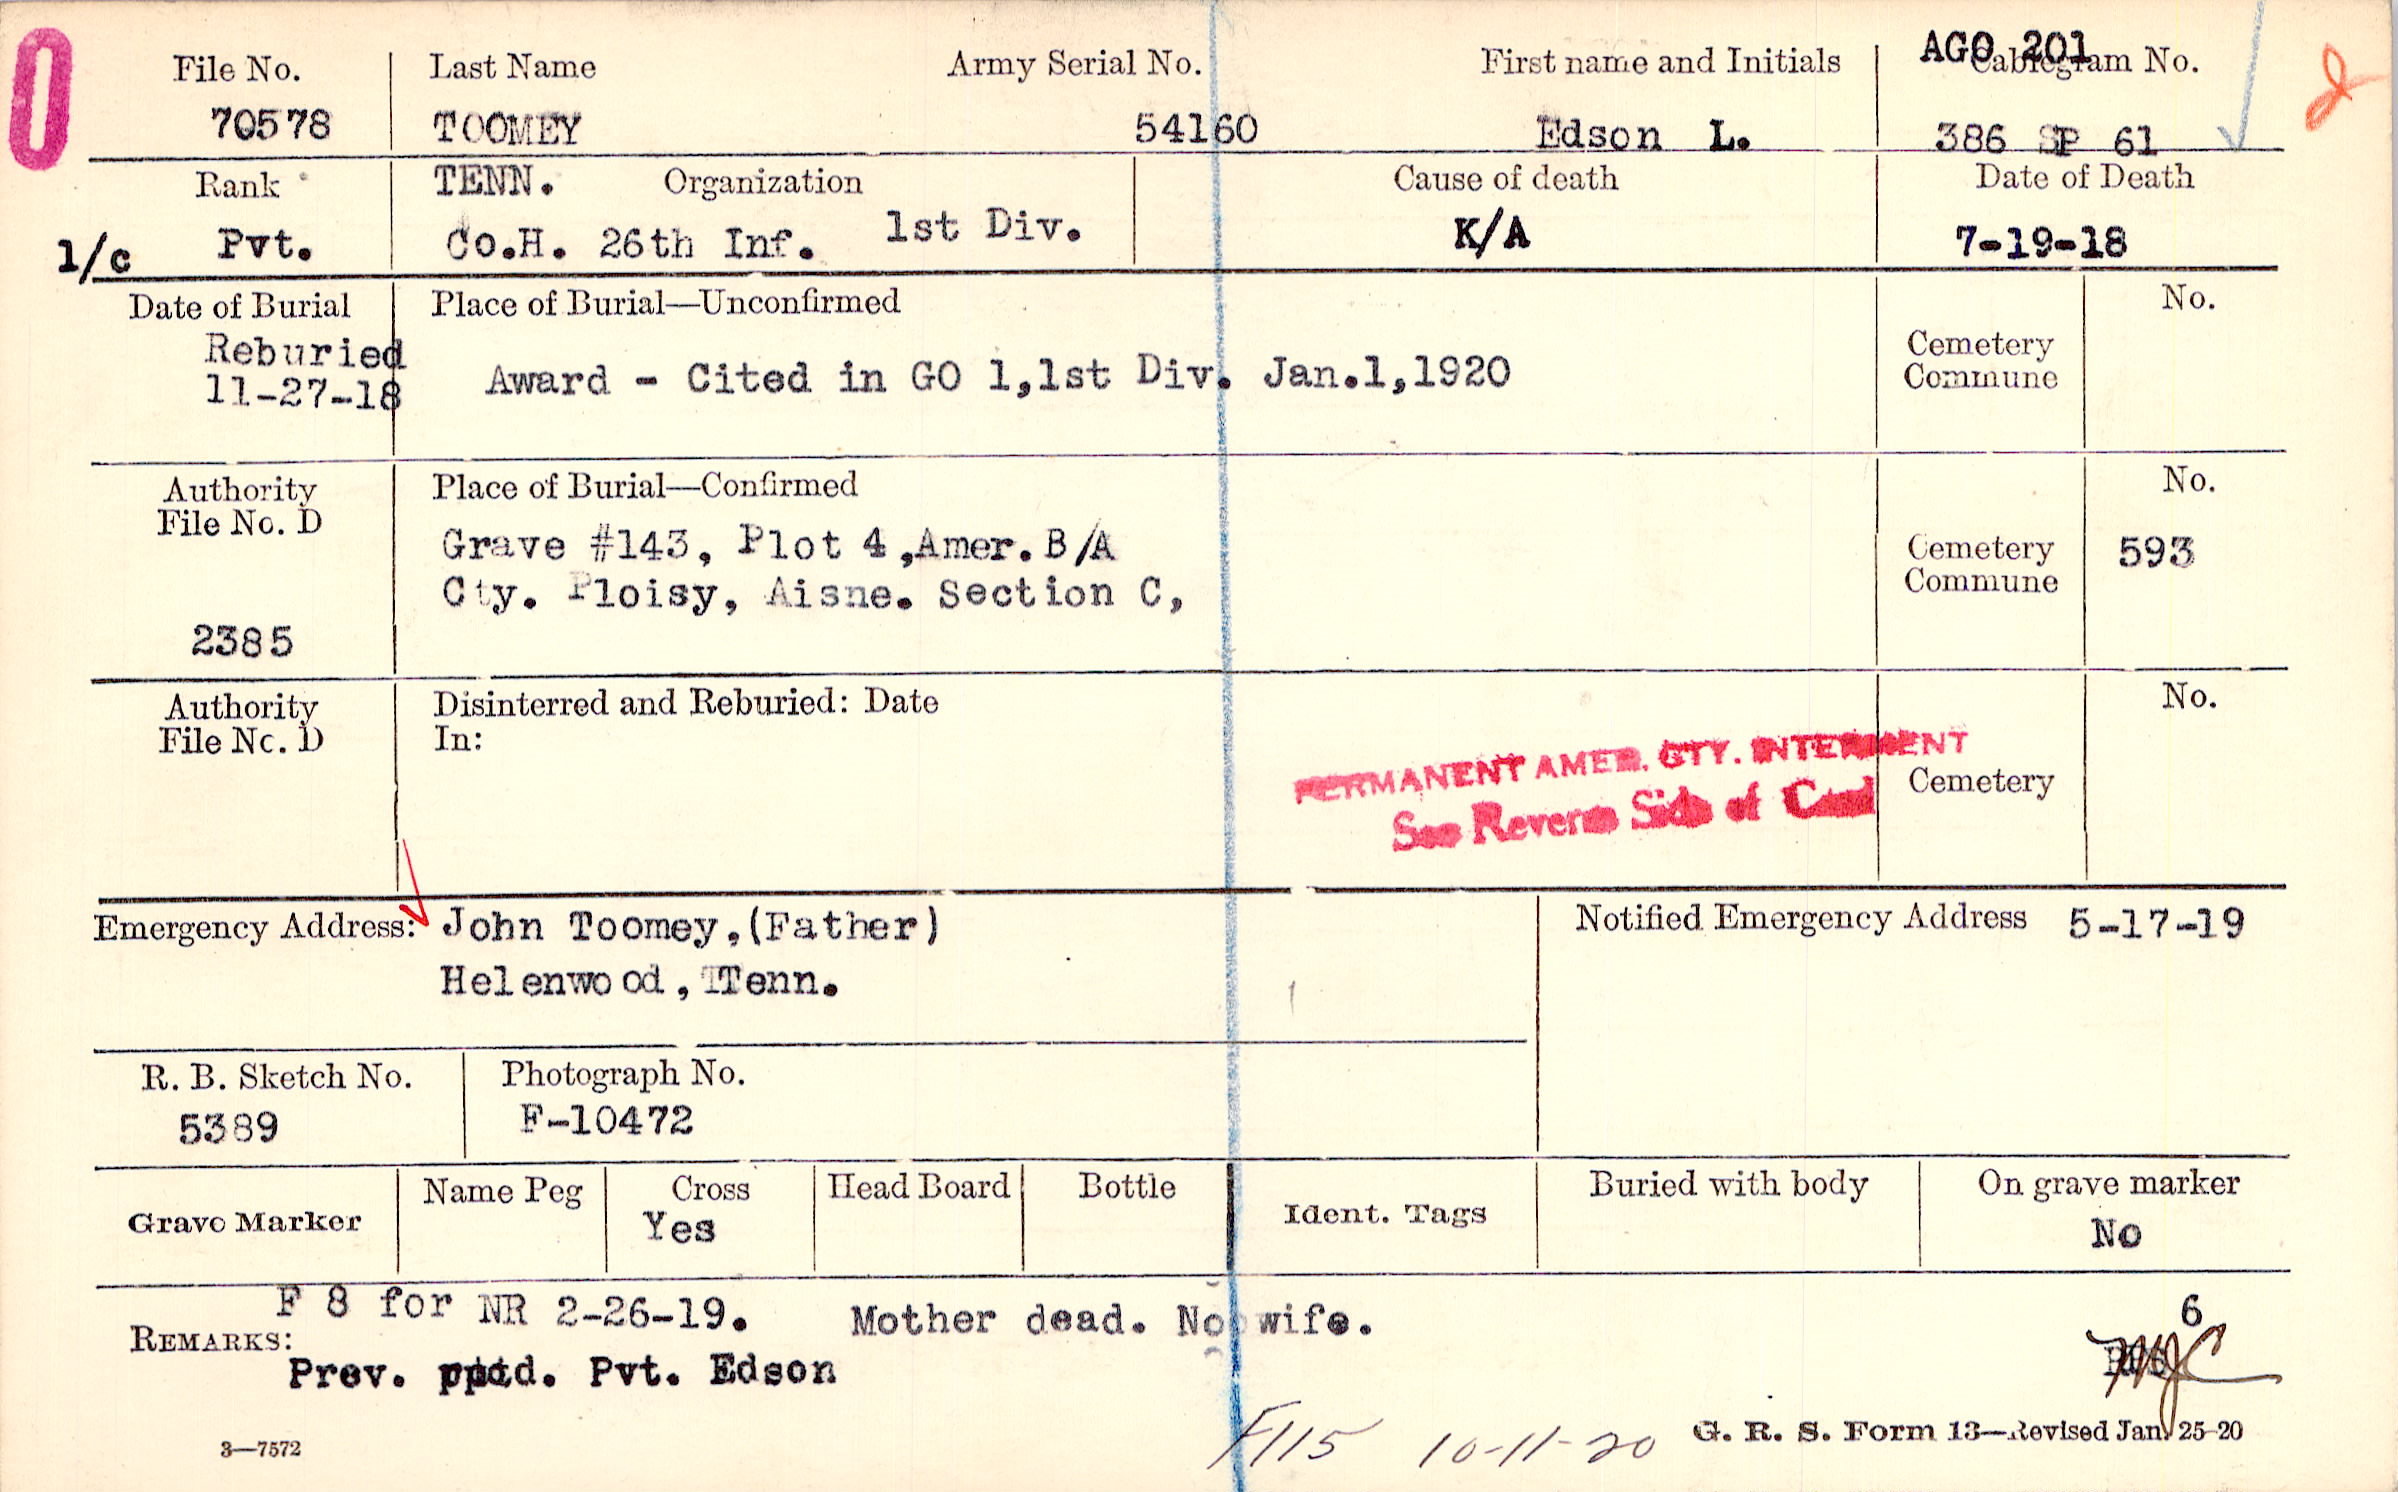 0
AGO 201
File No. Last Name Army Serial No. First name and Initials Cablegram No.
70578 TOOMEY 54160 Edson L. 386 SP 61
Rank TENN. Organization Cause of death Date of Death
1/c Pvt. Co.H. 26th Inf. 1st Div. K/A 7-19-18
Date of Burial Place of Burial—Unconfirmed No.
Reburied Cemetery
11-27-18 Award - Cited in GO 1,1st Div. Jan.1,1920 Commune
Authority Place of Burial—Confirmed No.
File No. D
Grave #143, Plot 4,Amer. B/A Cemetery 593
Cty. Ploisy, Aisne. Section C, Commune
2385
Authority Disinterred and Reburied: Date No.
File No. D In:
PERMANENT AMER. CTY. INTERMENT
See Reverse Side of Card Cemetery
Emergency Address: John Toomey,(Father) Notified Emergency Address 5-17-19
Helenwood, TTenn.
R. B. Sketch No. Photograph No.
5389 F-10472
Grave Marker Name Peg Cross Head Board Bottle Ident. Tags Buried with body On grave marker
Yes No
F 8 for NR 2-26-19. Mother dead. No wife. 6
REMARKS:
Prev. Pvt. Edson MJC
F115 10-11-20
3—7572 G. R. S. Form 13—Revised Jan. 25-20